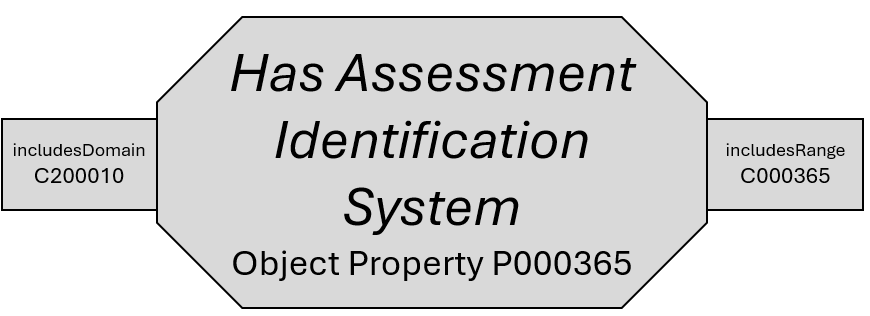 includesDomain
C200010
Has Assessment
Identification
System
Object Property P000365
includesRange
C000365